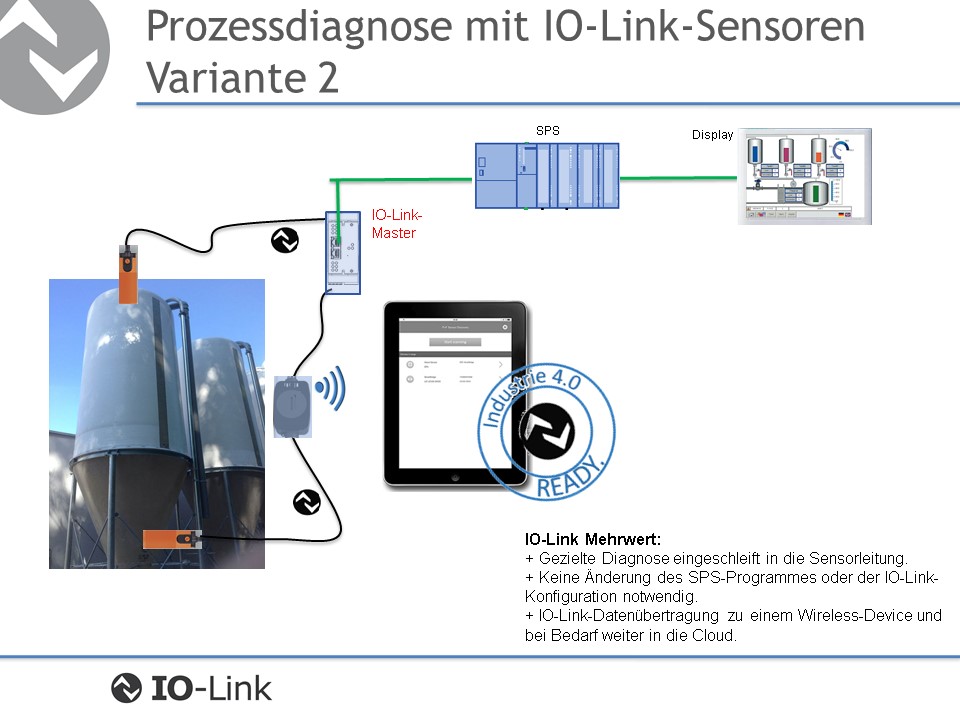 Prozessdiagnose mit IO-Link-Sensoren
Variante 2
SPS
Display
IO-Link-
Master
Industrie 4.0
READY.
IO-Link Mehrwert:
+ Gezielte Diagnose eingeschleift in die Sensorleitung.
+ Keine Änderung des SPS-Programmes oder der IO-Link-
Konfiguration notwendig.
+ IO-Link-Datenübertragung zu einem Wireless-Device und
bei Bedarf weiter in die Cloud.
IO-Link